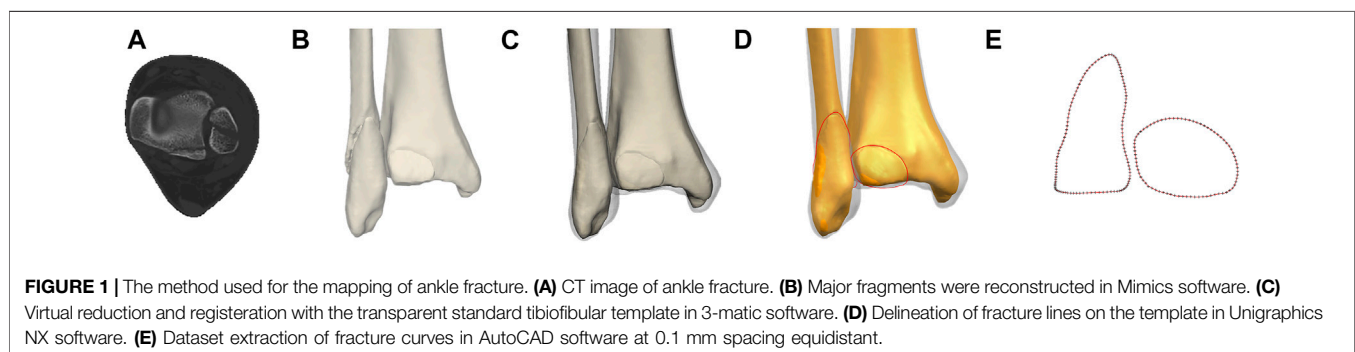 A B C D E
FIGURE 1 | The method used for the mapping of ankle fracture. (A) CT image of ankle fracture. (B) Major fragments were reconstructed in Mimics software. (C)
Virtual reduction and registeration with the transparent standard tibiofibular template in 3-matic software. (D) Delineation of fracture lines on the template in Unigraphics
NX software. (E) Dataset extraction of fracture curves in AutoCAD software at 0.1 mm spacing equidistant.